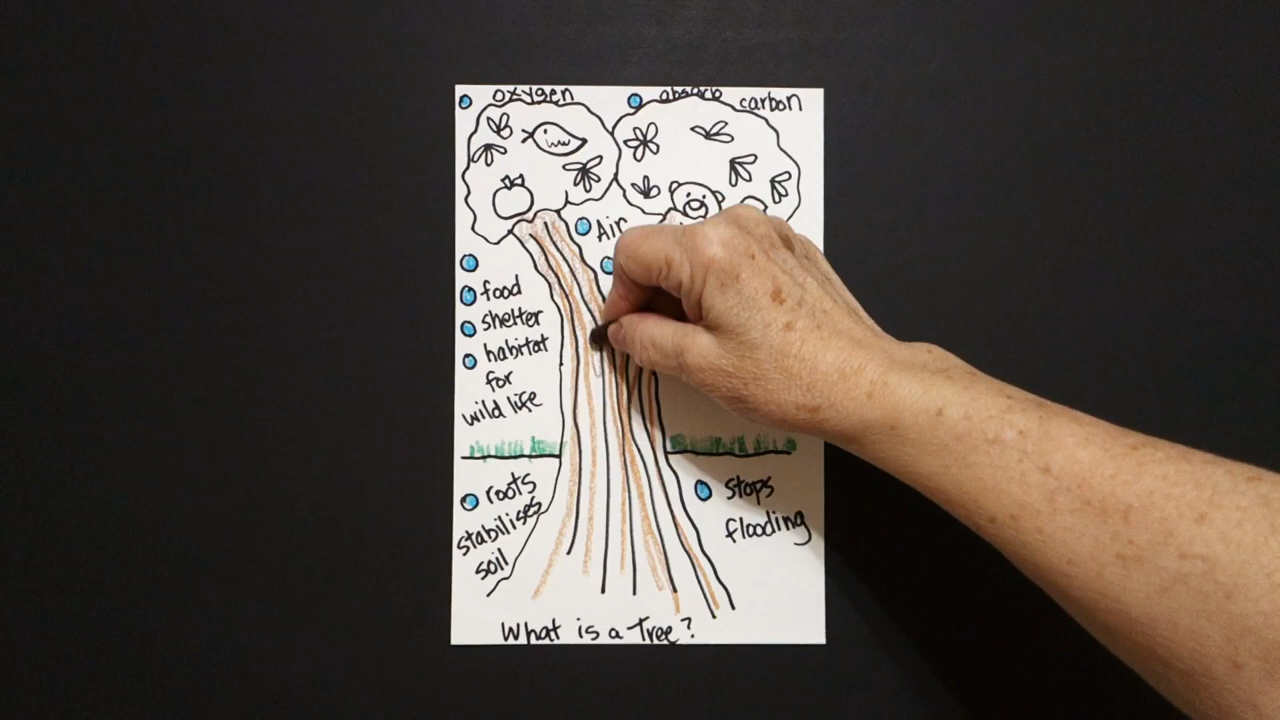 oxygen
absorb carbon
Air
food
shelter
habitat
for
wild life
roots
stabilises
soil
stops
flooding
What is a Tree?